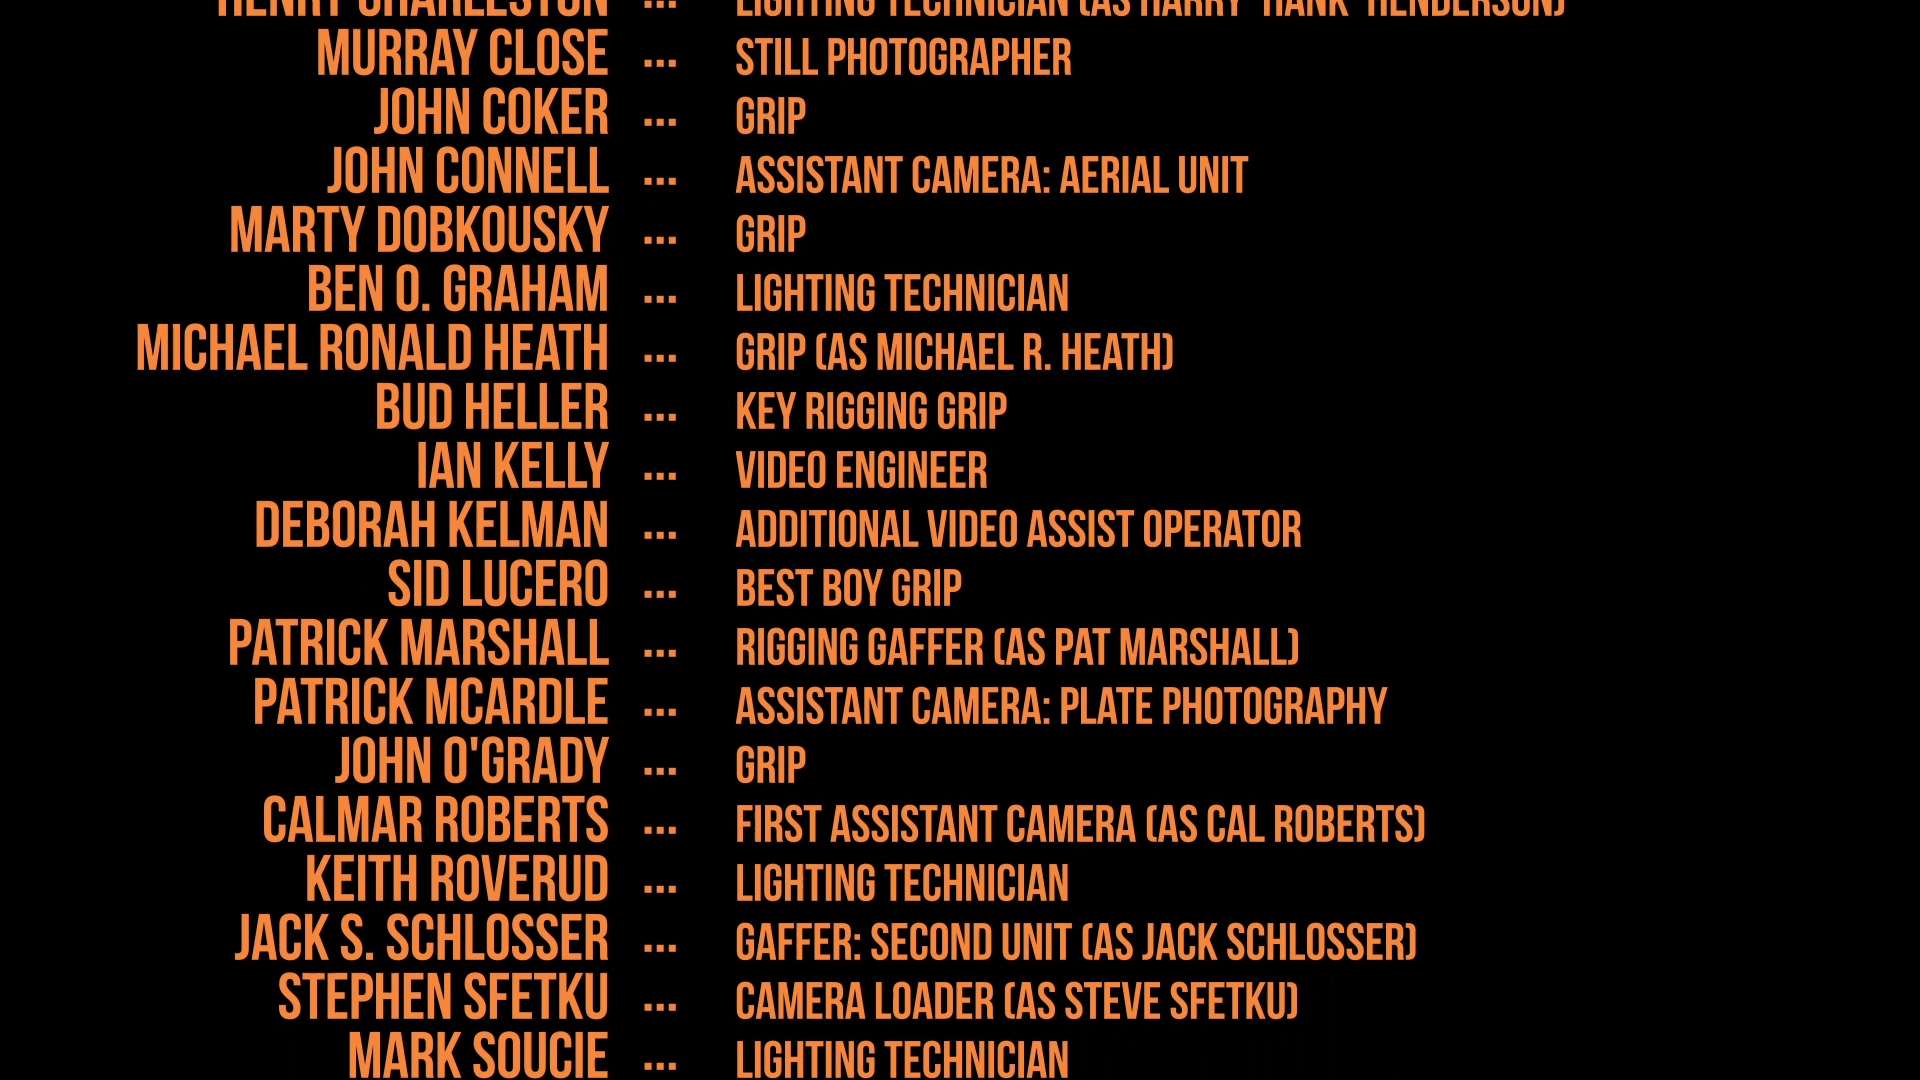 HENRY CHARLESTON ... LIGHTING TECHNICIAN (AS HARRY 'HANK' HENDERSON)
MURRAY CLOSE ... STILL PHOTOGRAPHER
JOHN COKER ... GRIP
JOHN CONNELL ... ASSISTANT CAMERA: AERIAL UNIT
MARTY DOBKOUSKY ... GRIP
BEN O. GRAHAM ... LIGHTING TECHNICIAN
MICHAEL RONALD HEATH ... GRIP (AS MICHAEL R. HEATH)
BUD HELLER ... KEY RIGGING GRIP
IAN KELLY ... VIDEO ENGINEER
DEBORAH KELMAN ... ADDITIONAL VIDEO ASSIST OPERATOR
SID LUCERO ... BEST BOY GRIP
PATRICK MARSHALL ... RIGGING GAFFER (AS PAT MARSHALL)
PATRICK MCARDLE ... ASSISTANT CAMERA: PLATE PHOTOGRAPHY
JOHN O'GRADY ... GRIP
CALMAR ROBERTS ... FIRST ASSISTANT CAMERA (AS CAL ROBERTS)
KEITH ROVERUD ... LIGHTING TECHNICIAN
JACK S. SCHLOSSER ... GAFFER: SECOND UNIT (AS JACK SCHLOSSER)
STEPHEN SFETKU ... CAMERA LOADER (AS STEVE SFETKU)
MARK SOUCIE ... LIGHTING TECHNICIAN